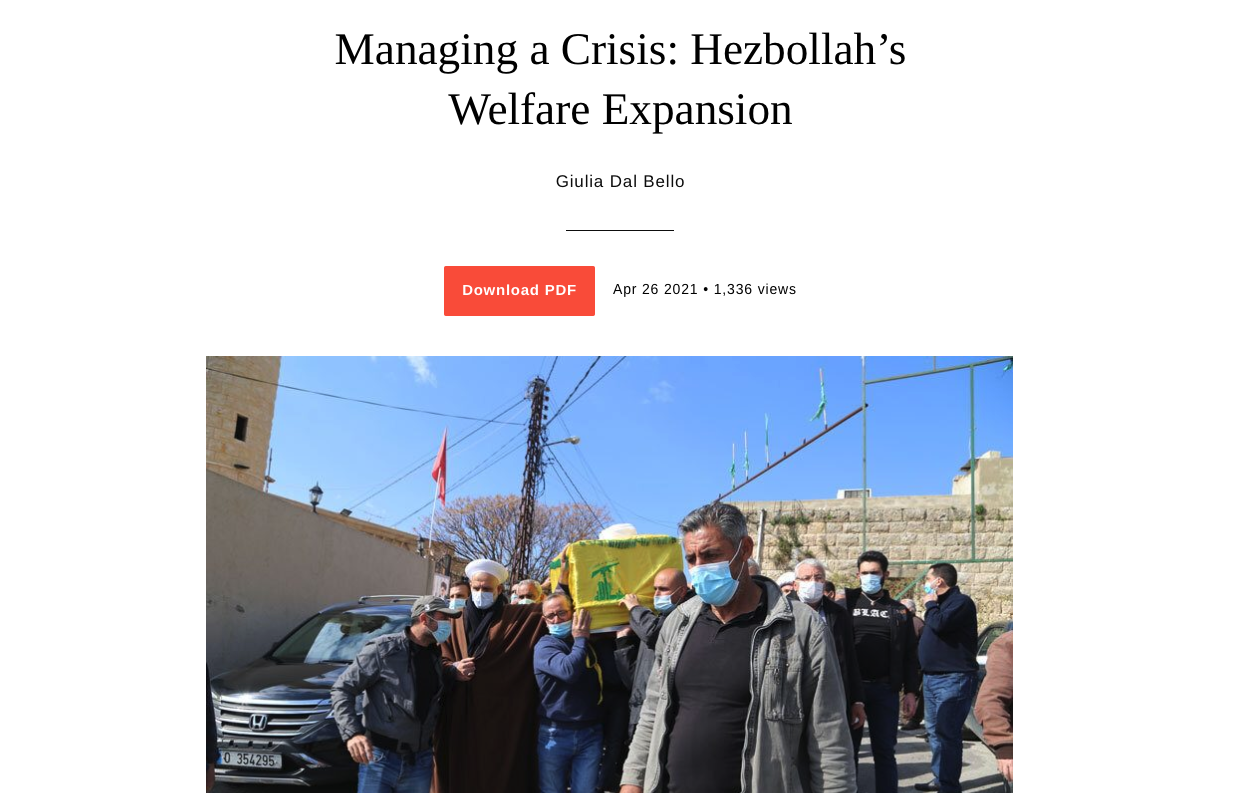 Managing a Crisis: Hezbollah’s
Welfare Expansion
Giulia Dal Bello
Download PDF
Apr 26 2021 • 1,336 views
BLAC
O 354295